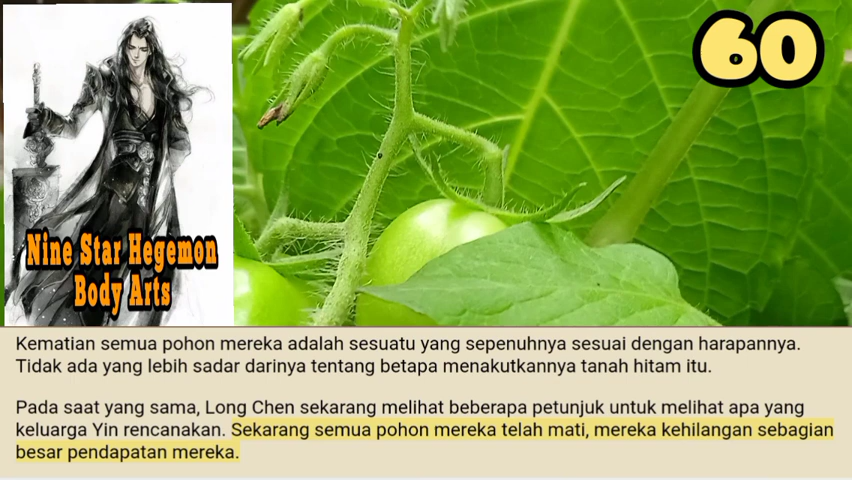 60
Nine Star Hegemon
Body Arts
Kematian semua pohon mereka adalah sesuatu yang sepenuhnya sesuai dengan harapannya.
Tidak ada yang lebih sadar darinya tentang betapa menakutkannya tanah hitam itu.
Pada saat yang sama, Long Chen sekarang melihat beberapa petunjuk untuk melihat apa yang
keluarga Yin rencanakan. Sekarang semua pohon mereka telah mati, mereka kehilangan sebagian
besar pendapatan mereka.